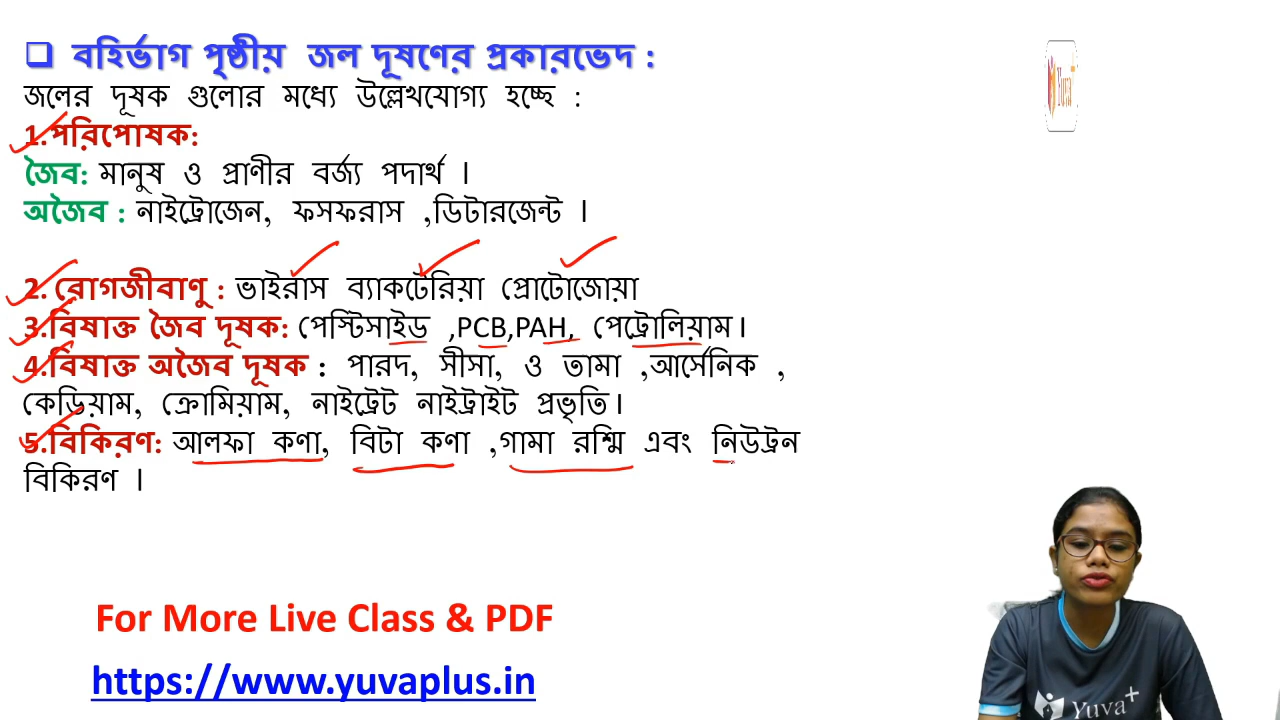 বহির্ভাগ পৃষ্ঠীয় জল দূষণের প্রকারভেদ :
জলের দূষক গুলোর মধ্যে উল্লেখযোগ্য হচ্ছে :
1.পরিপোষক:
জৈব: মানুষ ও প্রাণীর বর্জ্য পদার্থ ।
অজৈব : নাইট্রোজেন, ফসফরাস ,ডিটারজেন্ট ।
2. রোগজীবাণু : ভাইরাস ব্যাকটেরিয়া প্রোটোজোয়া
3.বিষাক্ত জৈব দূষক: পেস্টিসাইড ,PCB,PAH, পেট্রোলিয়াম।
4.বিষাক্ত অজৈব দূষক : পারদ, সীসা, ও তামা ,আর্সেনিক ,
কেডিয়াম, ক্রোমিয়াম, নাইট্রেট নাইট্রাইট প্রভৃতি।
5.বিকিরণ: আলফা কণা, বিটা কণা ,গামা রশ্মি এবং নিউট্রন
বিকিরণ ।
For More Live Class & PDF
https://www.yuvaplus.in
Yuva+
Yuva+